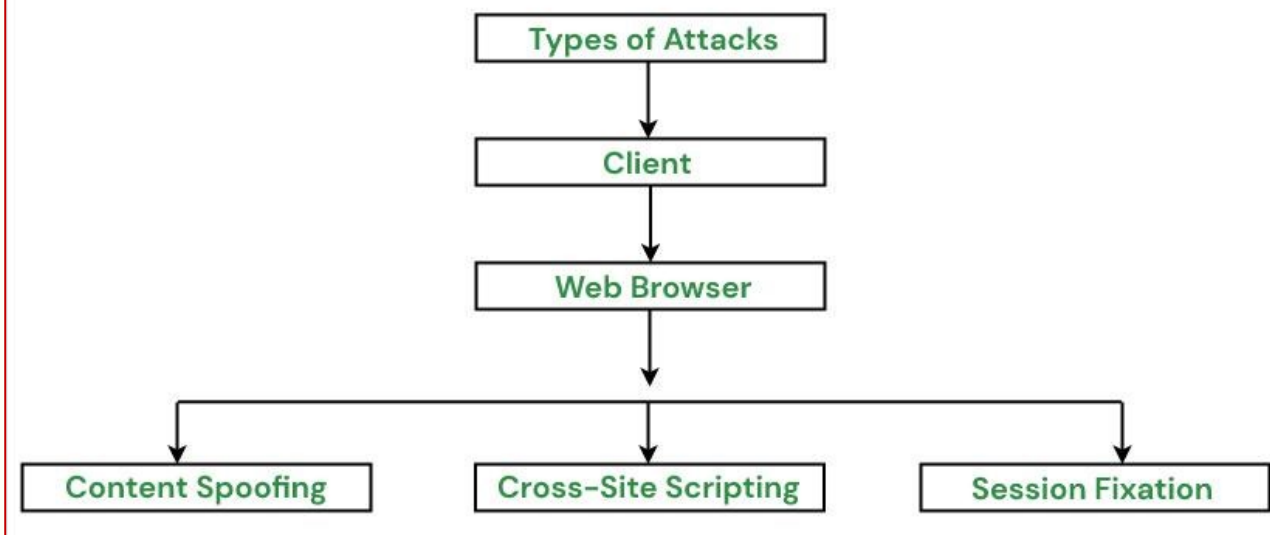 Types of Attacks
Client
Web Browser
Content Spoofing
Cross-Site Scripting
Session Fixation